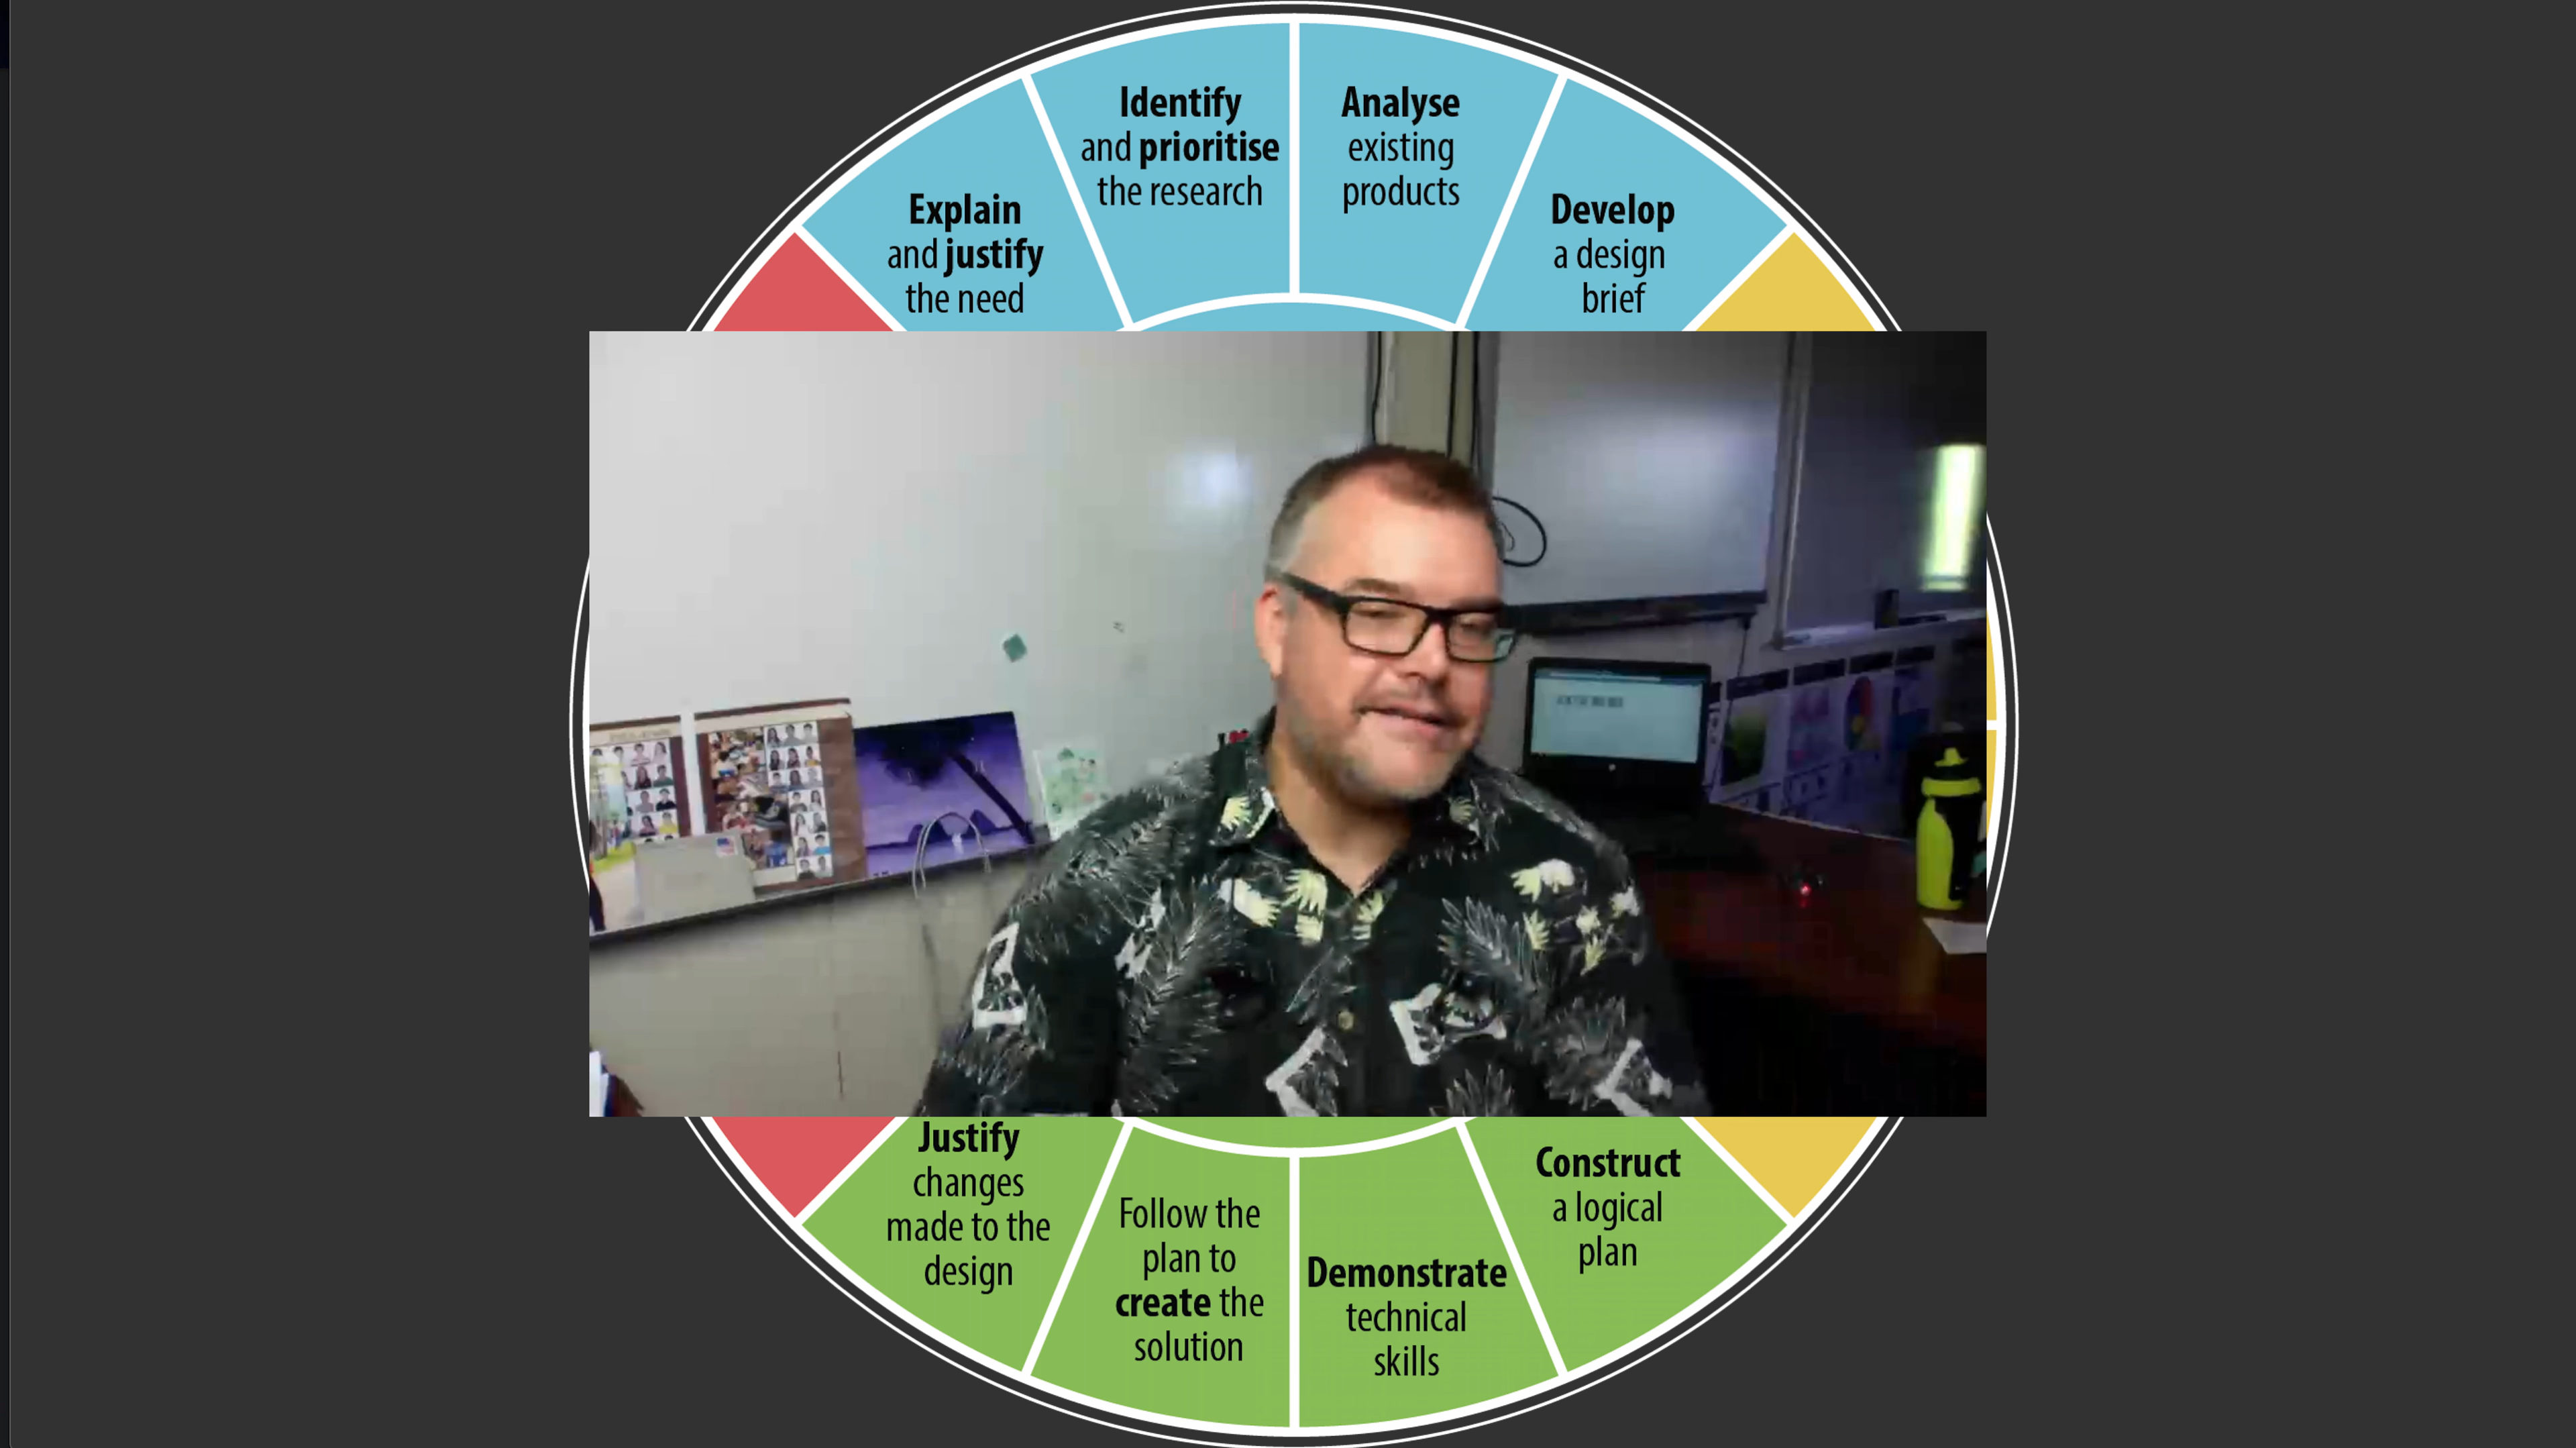 Identify
and prioritise
the research
Analyse
existing
products
Explain
and justify
the need
Develop
a design
brief
Justify
changes
made to the
design
Follow the
plan to
create the
solution
Demonstrate
technical
skills
Construct
a logical
plan